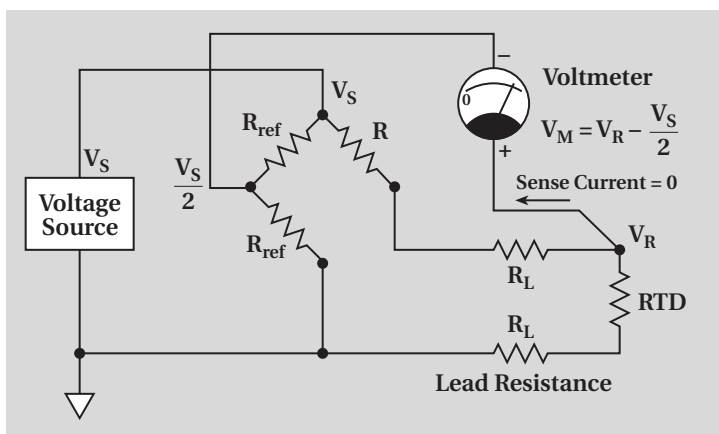 −
Voltmeter
0
V_M = V_R − V_S/2
+
Sense Current = 0
V_S
R_ref
R
V_S
V_S/2
Voltage
Source
R_ref
V_R
R_L
RTD
R_L
Lead Resistance